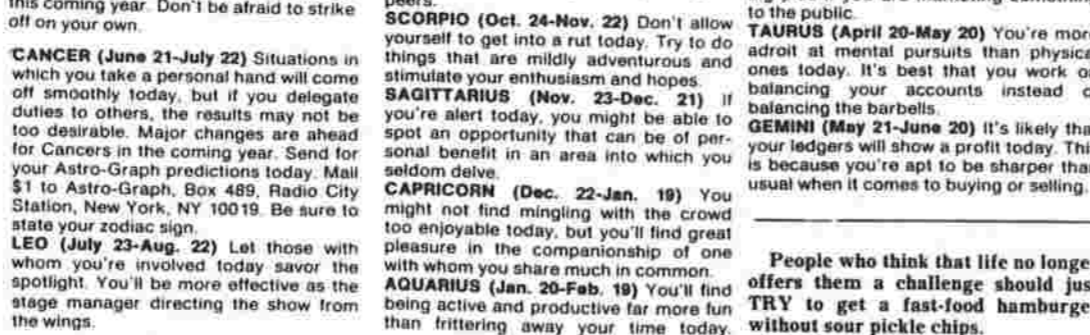 this coming year. Don't be afraid to strike
off on your own.
CANCER (June 21-July 22) Situations in
which you take a personal hand will come
off smoothly today, but if you delegate
duties to others, the results may not be
too desirable. Major changes are ahead
for Cancers in the coming year. Send for
your Astro-Graph predictions today. Mail
$1 to Astro-Graph, Box 489, Radio City
Station, New York, NY 10019. Be sure to
state your zodiac sign.
LEO (July 23-Aug. 22) Let those with
whom you're involved today savor the
spotlight. You'll be more effective as the
stage manager directing the show from
the wings.
peers.
SCORPIO (Oct. 24-Nov. 22) Don't allow
yourself to get into a rut today. Try to do
things that are mildly adventurous and
stimulate your enthusiasm and hopes.
SAGITTARIUS (Nov. 23-Dec. 21) If
you're alert today, you might be able to
spot an opportunity that can be of per-
sonal benefit in an area into which you
seldom delve.
CAPRICORN (Dec. 22-Jan. 19) You
might not find mingling with the crowd
too enjoyable today, but you'll find great
pleasure in the companionship of one
with whom you share much in common.
AQUARIUS (Jan. 20-Feb. 19) You'll find
being active and productive far more fun
than frittering away your time today.
to the public.
TAURUS (April 20-May 20) You're more
adroit at mental pursuits than physica
ones today. It's best that you work o
balancing your accounts instead o
balancing the barbells.
GEMINI (May 21-June 20) It's likely tha
your ledgers will show a profit today. Thi
is because you're apt to be sharper tha
usual when it comes to buying or selling.
People who think that life no longe
offers them a challenge should jus
TRY to get a fast-food hamburge
without sour pickle chips.